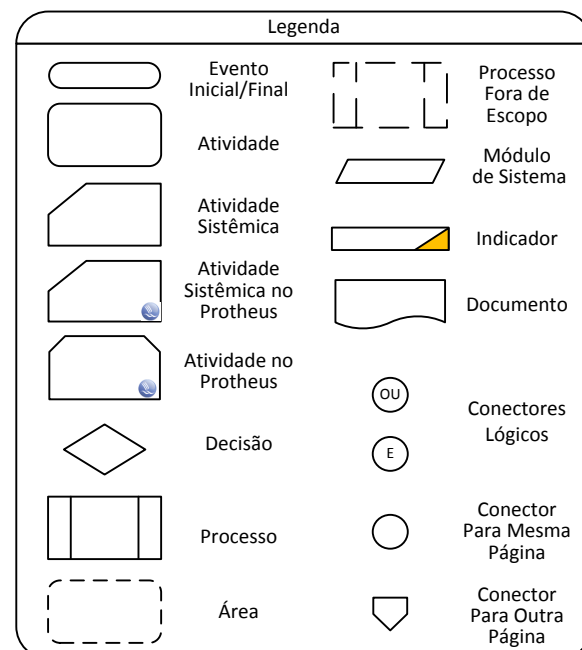 Legenda
Evento
Inicial/Final
Atividade
Atividade
Sistêmica
Atividade
Sistêmica no
Protheus
Atividade no
Protheus
Decisão
Processo
Área
Processo
Fora de
Escopo
Módulo
de Sistema
Indicador
Documento
OU
E
Conectores
Lógicos
Conector
Para Mesma
Página
Conector
Para Outra
Página